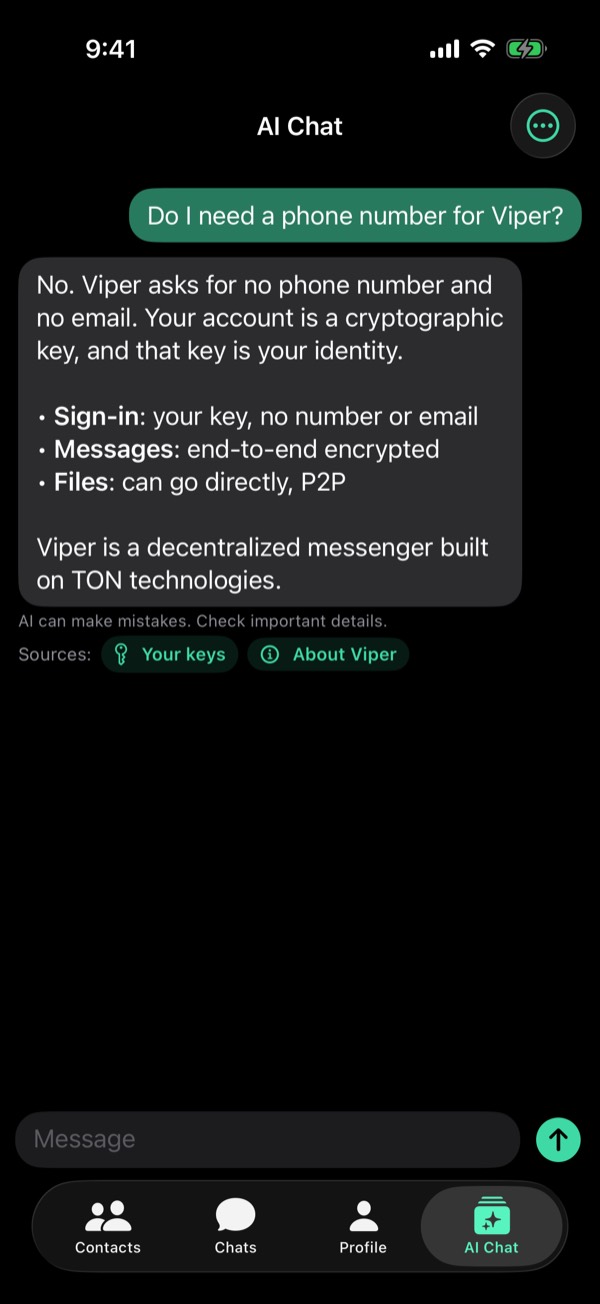 9:41
AI Chat
Do I need a phone number for Viper?
No. Viper asks for no phone number and
no email. Your account is a cryptographic
key, and that key is your identity.
• Sign-in: your key, no number or email
• Messages: end-to-end encrypted
• Files: can go directly, P2P
Viper is a decentralized messenger built
on TON technologies.
AI can make mistakes. Check important details.
Sources: Your keys About Viper
Message
Contacts Chats Profile AI Chat